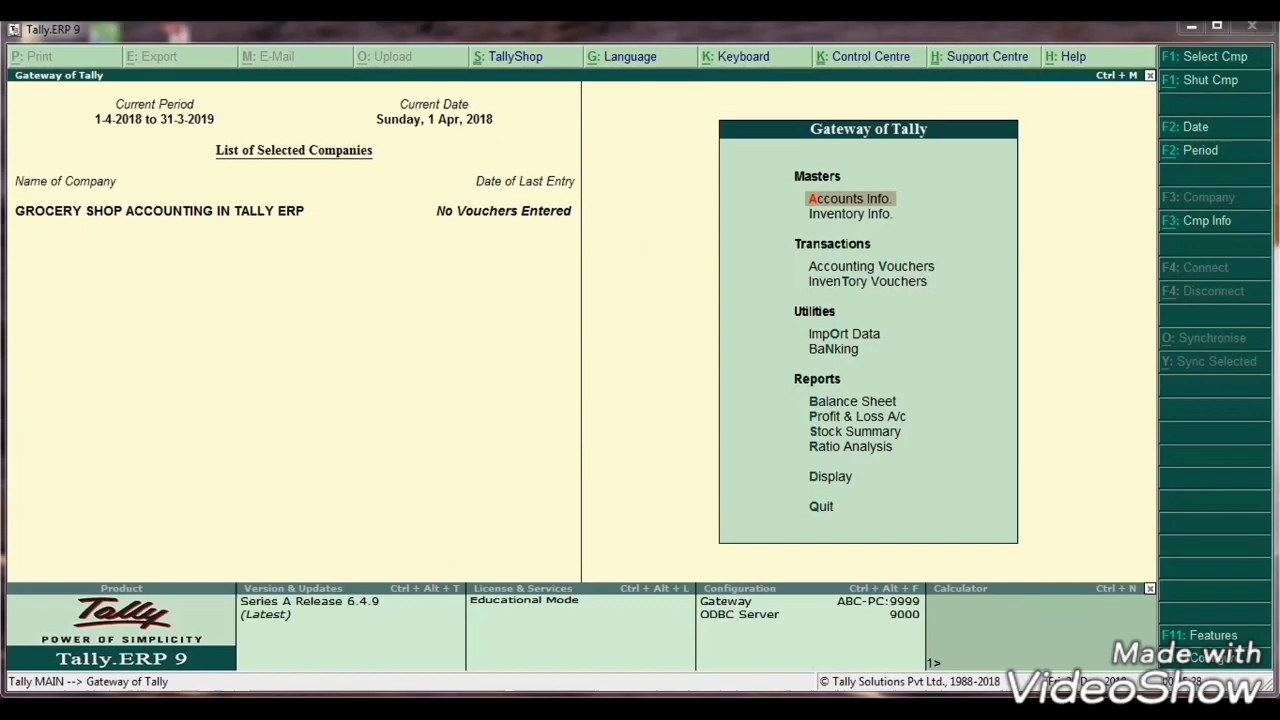 Tally.ERP 9
P: Print
E: Export
M: E-Mail
O: Upload
S: TallyShop
G: Language
K: Keyboard
K: Control Centre
H: Support Centre
H: Help
Gateway of Tally
Ctrl + M
Current Period
1-4-2018 to 31-3-2019
Current Date
Sunday, 1 Apr, 2018
List of Selected Companies
Name of Company
Date of Last Entry
GROCERY SHOP ACCOUNTING IN TALLY ERP
No Vouchers Entered
Gateway of Tally
Masters
Accounts Info.
Inventory Info.
Transactions
Accounting Vouchers
InvenTory Vouchers
Utilities
ImpOrt Data
BaNking
Reports
Balance Sheet
Profit & Loss A/c
Stock Summary
Ratio Analysis
Display
Quit
F1: Select Cmp
F1: Shut Cmp
F2: Date
F2: Period
F3: Company
F3: Cmp Info
F4: Connect
F4: Disconnect
O: Synchronise
Y: Sync Selected
F11: Features
Product
Tally
POWER OF SIMPLICITY
Tally.ERP 9
Version & Updates
Ctrl + Alt + T
Series A Release 6.4.9
(Latest)
License & Services
Ctrl + Alt + L
Educational Mode
Configuration
Ctrl + Alt + F
Gateway
ABC-PC:9999
ODBC Server
9000
Calculator
Ctrl + N
1>
Tally MAIN --> Gateway of Tally
© Tally Solutions Pvt Ltd., 1988-2018
Made with
VideoShow